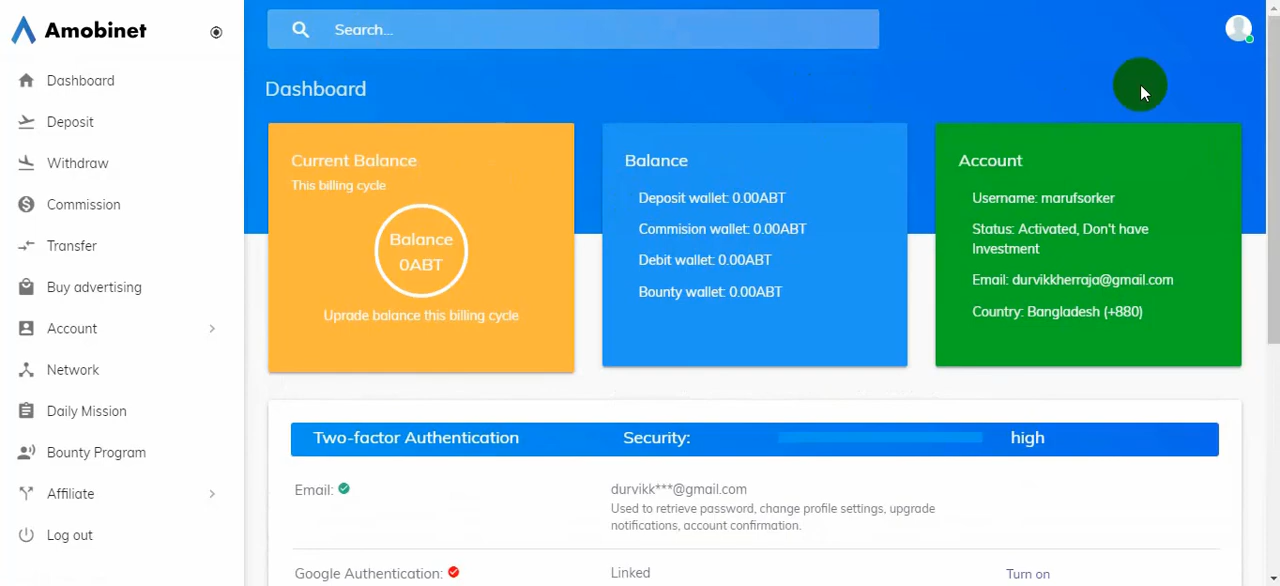 Amobinet
Search...
Dashboard
Deposit
Withdraw
Commission
Transfer
Buy advertising
Account
Network
Daily Mission
Bounty Program
Affiliate
Log out
Dashboard
Current Balance
This billing cycle
Balance
0ABT
Uprade balance this billing cycle
Balance
Deposit wallet: 0.00ABT
Commision wallet: 0.00ABT
Debit wallet: 0.00ABT
Bounty wallet: 0.00ABT
Account
Username: marufsorker
Status: Activated, Don't have
Investment
Email: durvikkherraja@gmail.com
Country: Bangladesh (+880)
Two-factor Authentication Security: high
Email: durvikk***@gmail.com
Used to retrieve password, change profile settings, upgrade
notifications, account confirmation.
Google Authentication: Linked Turn on